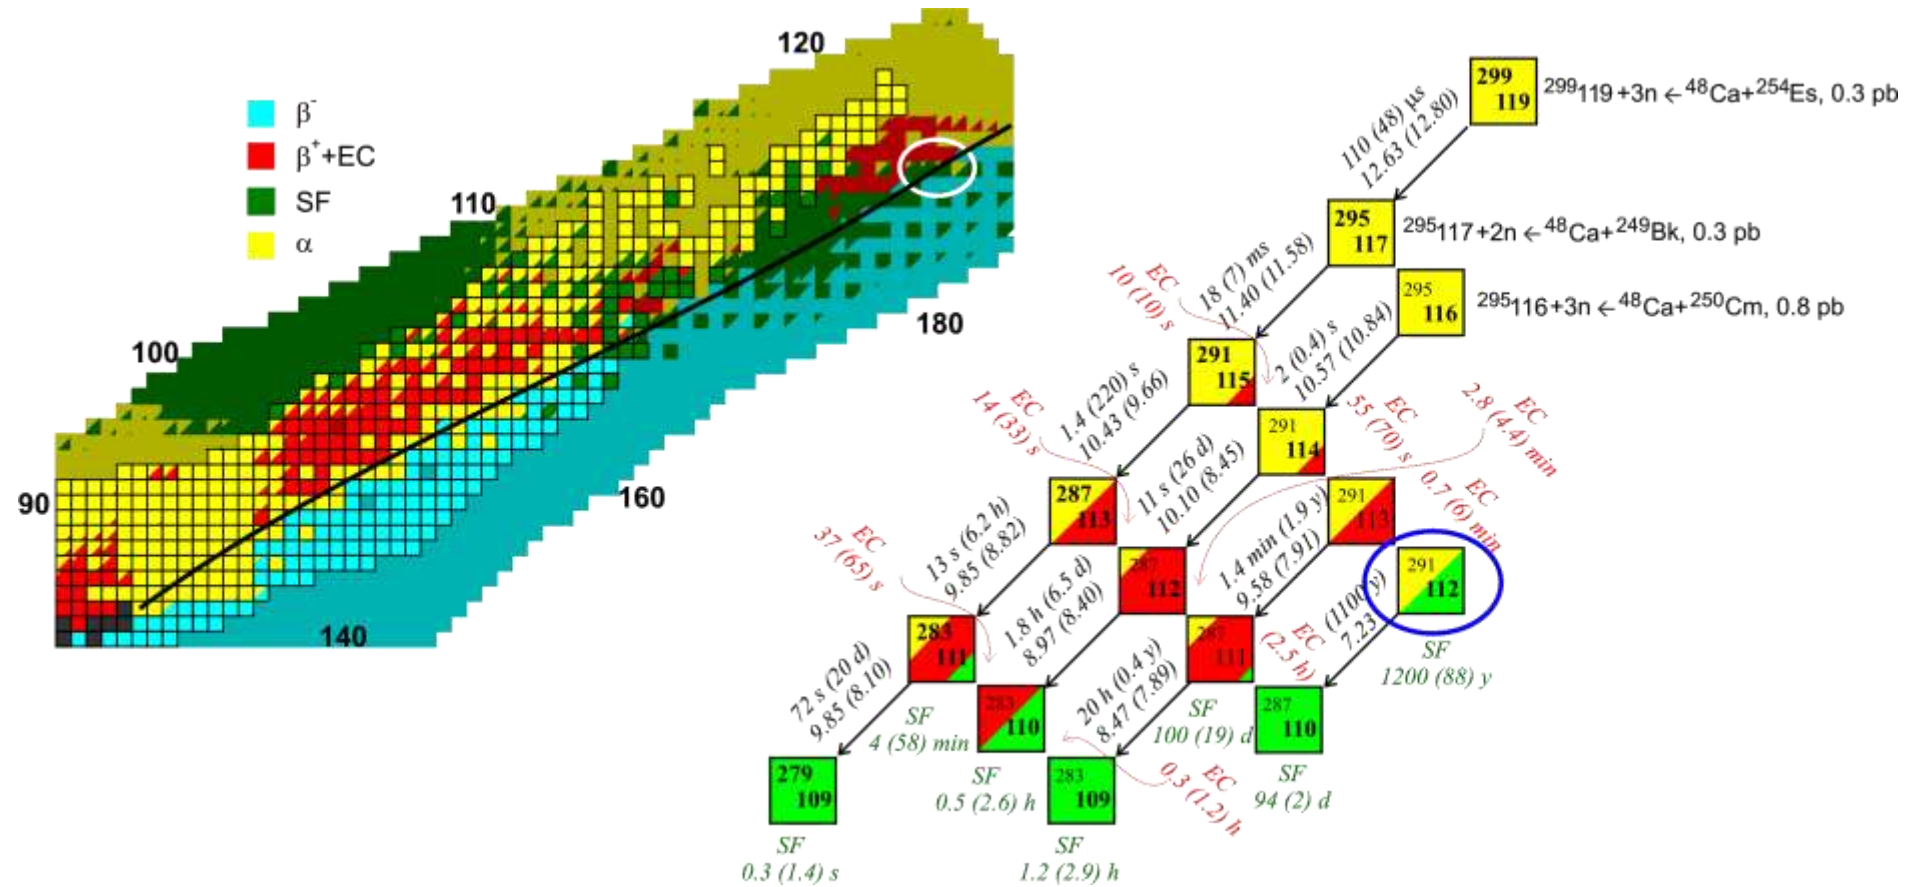 120
β⁻
β⁺+EC
SF
α
110
100
90
180
160
140
299
119
²⁹⁹119+3n ← ⁴⁸Ca+²⁵⁴Es, 0.3 pb
110 (48) μs
12.63 (12.80)
295
117
²⁹⁵117+2n ← ⁴⁸Ca+²⁴⁹Bk, 0.3 pb
EC
10 (10) s
18 (7) ms
11.40 (11.58)
295
116
²⁹⁵116+3n ← ⁴⁸Ca+²⁵⁰Cm, 0.8 pb
291
115
2 (0.4) s
10.57 (10.84)
EC
14 (33) s
1.4 (220) s
10.43 (9.66)
291
114
EC
55 (70) s
EC
2.8 (4.4) min
287
113
11 s (26 d)
10.10 (8.45)
291
113
EC
0.7 (6) min
EC
37 (65) s
13 s (6.2 h)
9.85 (8.82)
287
112
1.4 min (1.9 y)
9.58 (7.91)
291
112
SF
1200 (88) y
283
111
1.8 h (6.5 d)
8.97 (8.40)
287
111
EC
(2.5 h)
(1100 y)
7.23
72 s (20 d)
9.85 (8.10)
SF
4 (58) min
283
110
20 h (0.4 y)
8.47 (7.89)
SF
100 (19) d
287
110
SF
94 (2) d
279
109
SF
0.3 (1.4) s
SF
0.5 (2.6) h
283
109
SF
1.2 (2.9) h
EC
0.3 (1.2) h